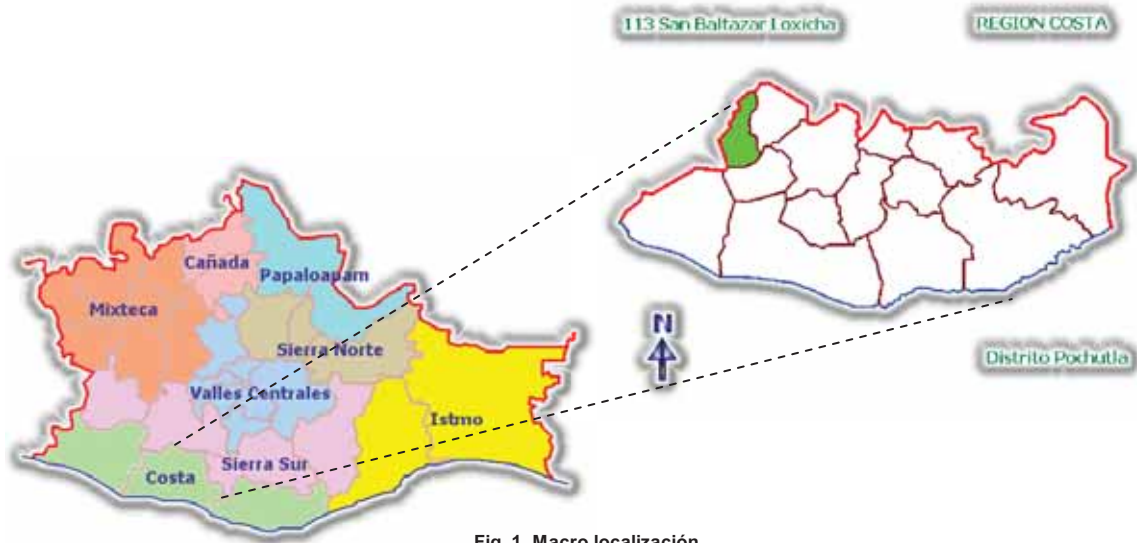 113 San Baltazar Loxicha
REGION COSTA
Cañada
Papaloapam
Mixteca
Sierra Norte
N
Distrito Pochutla
Valles Centrales
Istmo
Costa
Sierra Sur
Fig. 1. Macro localización